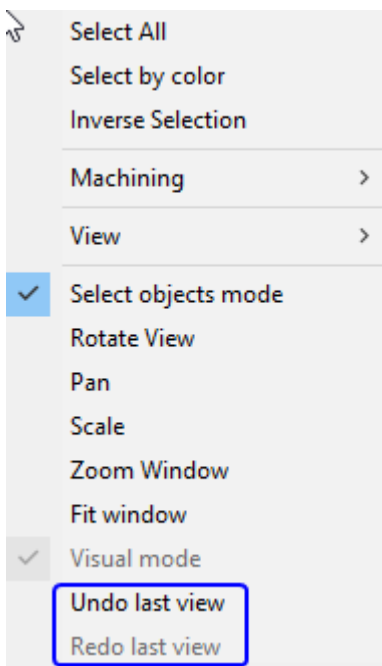 Select All
Select by color
Inverse Selection
Machining
View
Select objects mode
Rotate View
Pan
Scale
Zoom Window
Fit window
Visual mode
Undo last view
Redo last view